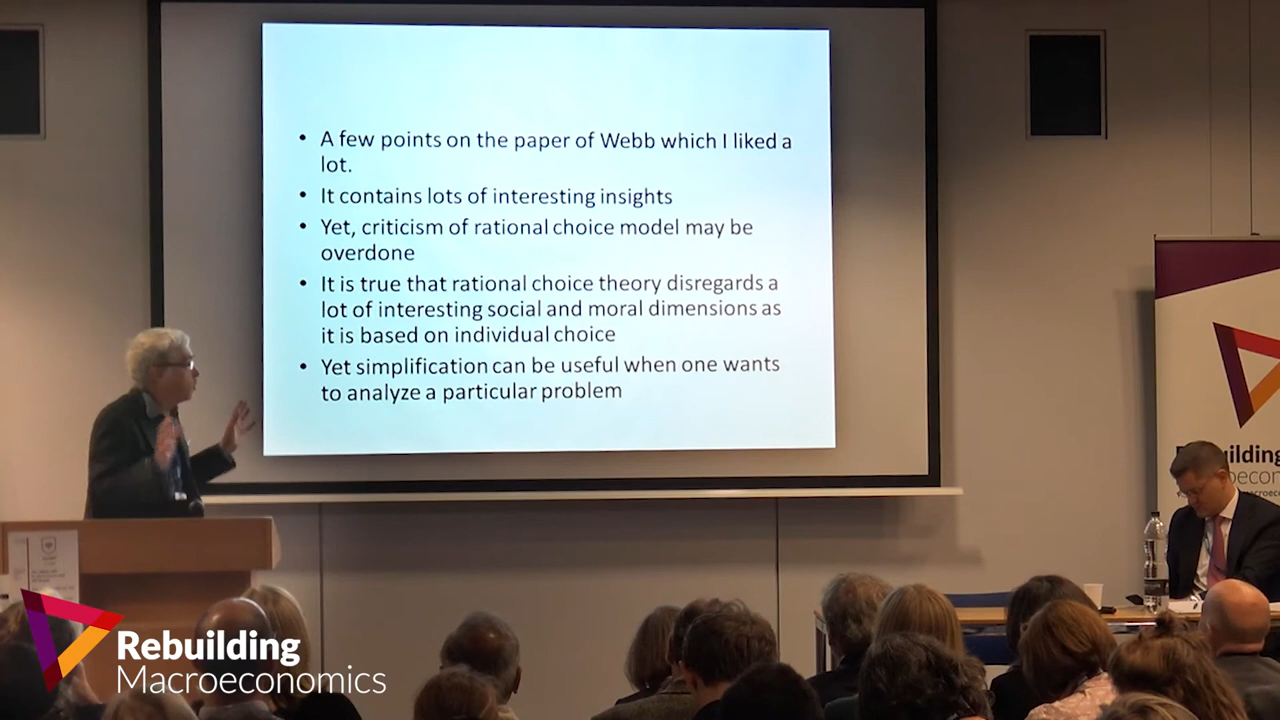 • A few points on the paper of Webb which I liked a
lot.
• It contains lots of interesting insights
• Yet, criticism of rational choice model may be
overdone
• It is true that rational choice theory disregards a
lot of interesting social and moral dimensions as
it is based on individual choice
• Yet simplification can be useful when one wants
to analyze a particular problem
Rebuilding
Macroeconomics